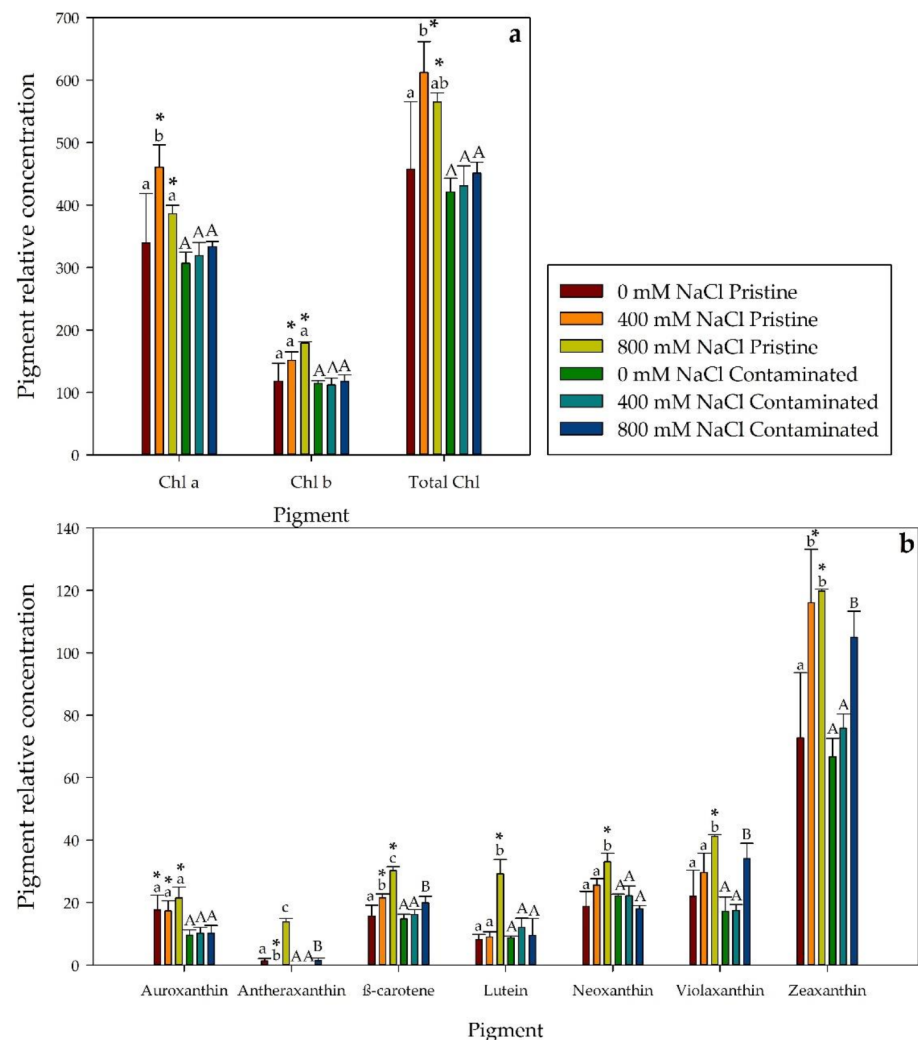 a
Pigment relative concentration
700
600
500
400
300
200
100
0
b*
*
a ab
*
b
a *
a
A A A
*
* a
a a
A A A
A A A
Chl a Chl b Total Chl
Pigment
0 mM NaCl Pristine
400 mM NaCl Pristine
800 mM NaCl Pristine
0 mM NaCl Contaminated
400 mM NaCl Contaminated
800 mM NaCl Contaminated
b
Pigment relative concentration
140
120
100
80
60
40
20
0
* * *
a a a
A A A
a * b c A A B
a * b * c A A B
a a * b A A A
a a * b A A A
a a * b A A B
a b* * b A A B
Auroxanthin Antheraxanthin ß-carotene Lutein Neoxanthin Violaxanthin Zeaxanthin
Pigment